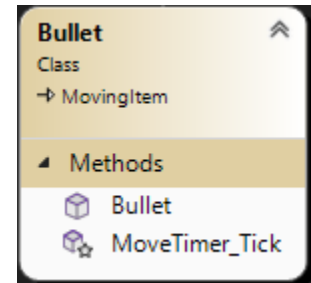 Bullet
Class
MovingItem
Methods
Bullet
MoveTimer_Tick